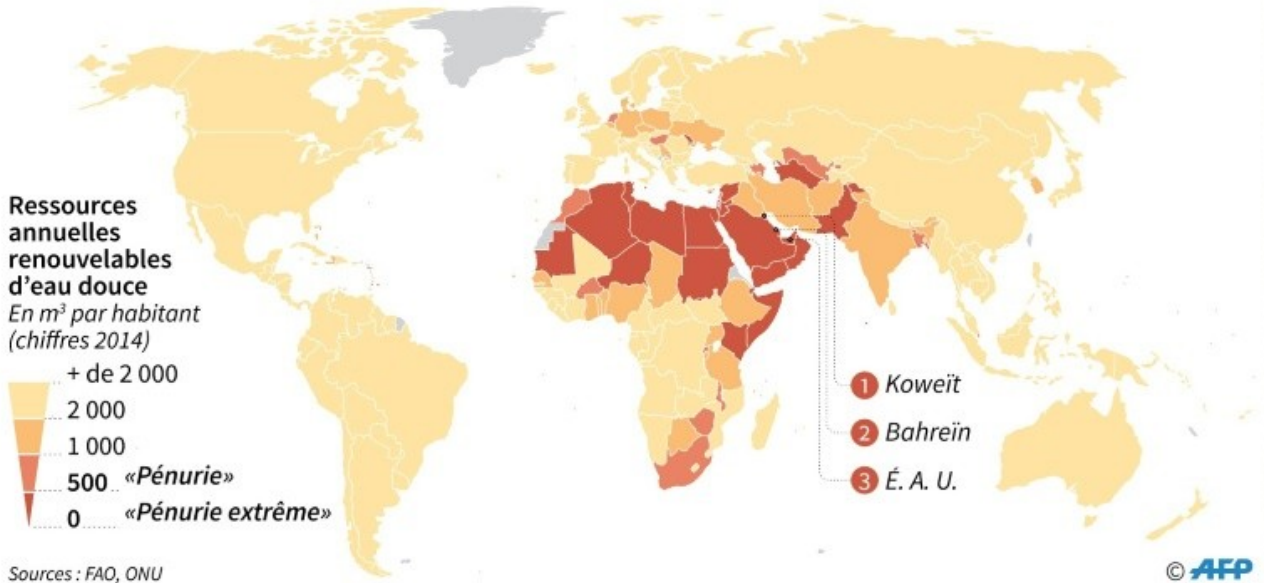 Ressources
annuelles
renouvelables
d'eau douce
En m³ par habitant
(chiffres 2014)
+ de 2 000
2 000
1 000
500 «Pénurie»
0 «Pénurie extrême»
1 Koweït
2 Bahreïn
3 É. A. U.
Sources : FAO, ONU
© AFP